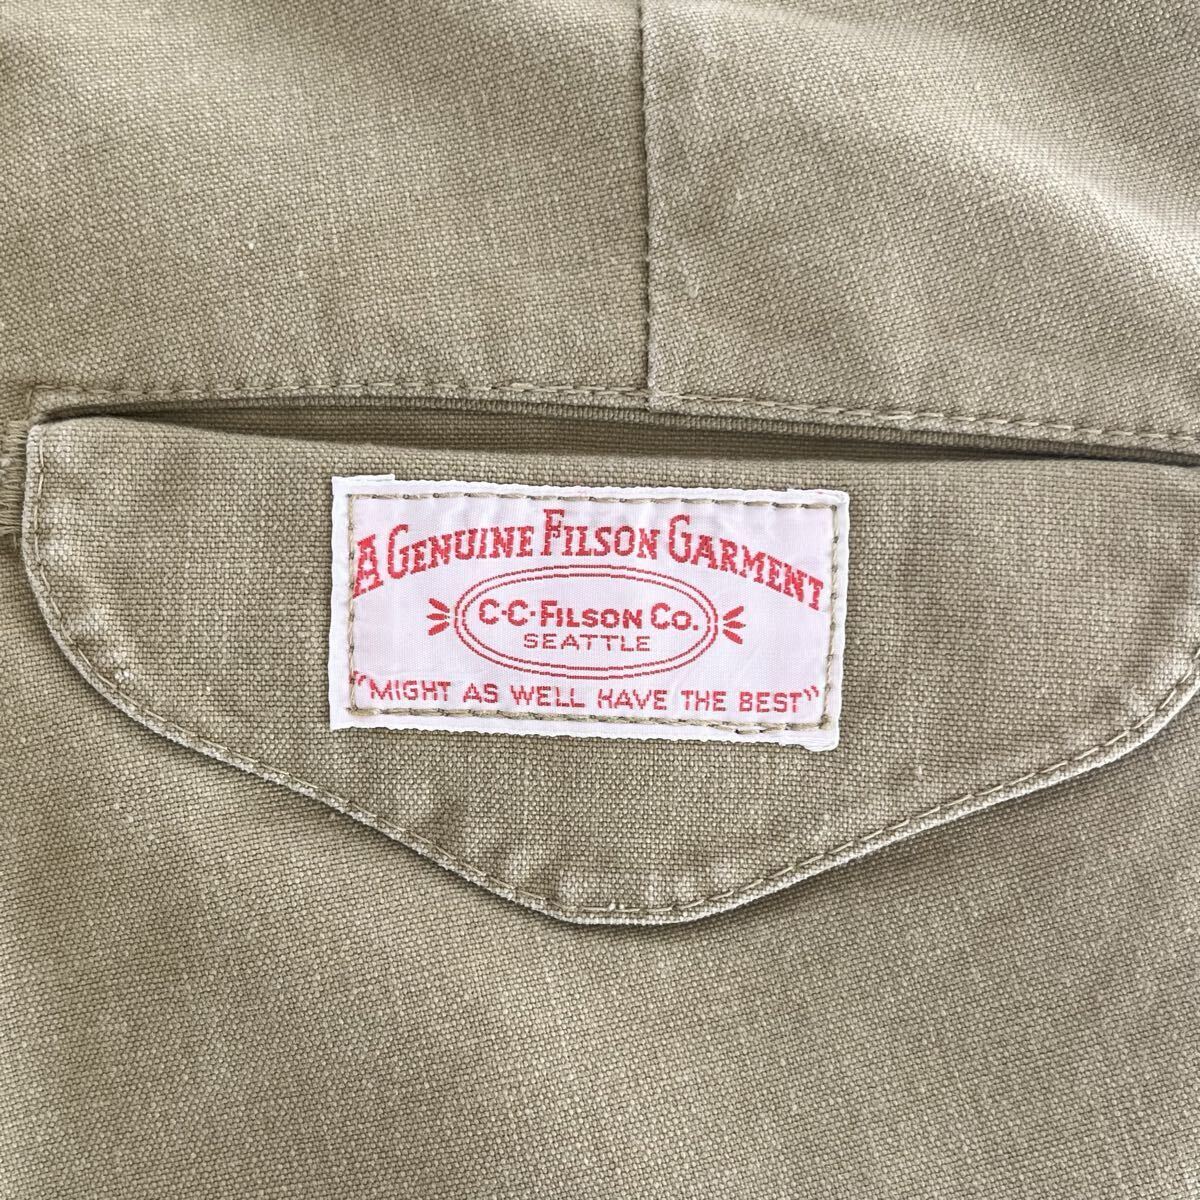 A GENUINE FILSON GARMENT
C·C·FILSON CO.
SEATTLE
"MIGHT AS WELL HAVE THE BEST"